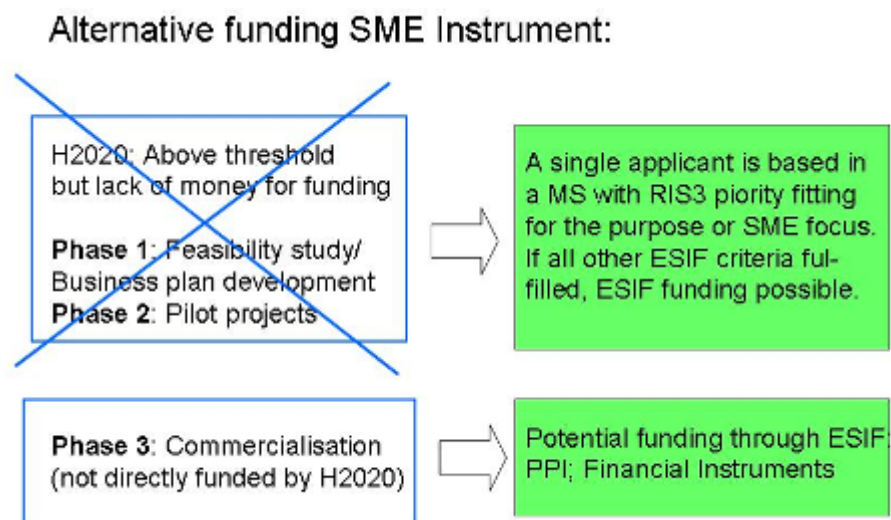 Alternative funding SME Instrument:
H2020: Above threshold
but lack of money for funding
Phase 1: Feasibility study/
Business plan development
Phase 2: Pilot projects
A single applicant is based in
a MS with RIS3 piority fitting
for the purpose or SME focus.
If all other ESIF criteria ful-
filled, ESIF funding possible.
Phase 3: Commercialisation
(not directly funded by H2020)
Potential funding through ESIF:
PPI; Financial Instruments